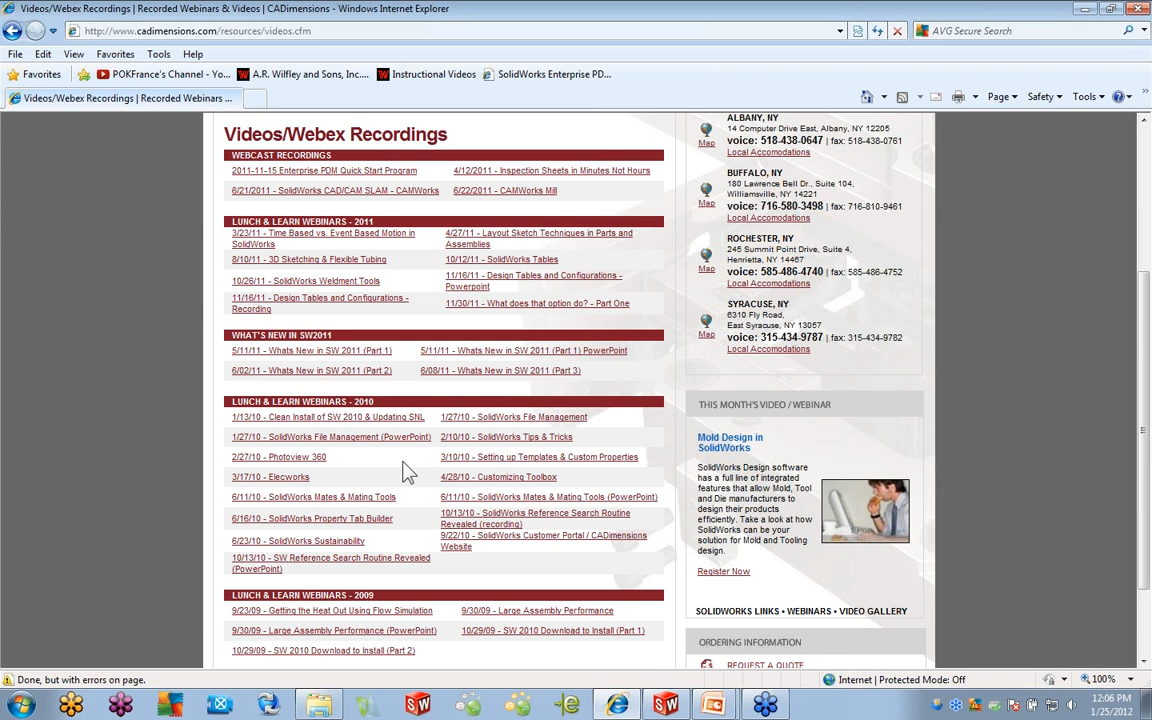 Videos/Webex Recordings | Recorded Webinars & Videos | CADimensions - Windows Internet Explorer
http://www.cadimensions.com/resources/videos.cfm
AVG Secure Search
File Edit View Favorites Tools Help
Favorites
POKFrance's Channel - Yo...
A.R. Wilfley and Sons, Inc....
Instructional Videos
SolidWorks Enterprise PD...
Videos/Webex Recordings | Recorded Webinars ...
Page Safety Tools
Videos/Webex Recordings
WEBCAST RECORDINGS
2011-11-15 Enterprise PDM Quick Start Program
4/12/2011 - Inspection Sheets in Minutes Not Hours
6/21/2011 - SolidWorks CAD/CAM SLAM - CAMWorks
6/22/2011 - CAMWorks Mill
LUNCH & LEARN WEBINARS - 2011
3/23/11 - Time Based vs. Event Based Motion in
SolidWorks
4/27/11 - Layout Sketch Techniques in Parts and
Assemblies
8/10/11 - 3D Sketching & Flexible Tubing
10/12/11 - SolidWorks Tables
10/26/11 - SolidWorks Weldment Tools
11/16/11 - Design Tables and Configurations -
Powerpoint
11/16/11 - Design Tables and Configurations -
Recording
11/30/11 - What does that option do? - Part One
WHAT'S NEW IN SW2011
5/11/11 - Whats New in SW 2011 (Part 1)
5/11/11 - Whats New in SW 2011 (Part 1) PowerPoint
6/02/11 - Whats New in SW 2011 (Part 2)
6/08/11 - Whats New in SW 2011 (Part 3)
LUNCH & LEARN WEBINARS - 2010
1/13/10 - Clean Install of SW 2010 & Updating SNL
1/27/10 - SolidWorks File Management
1/27/10 - SolidWorks File Management (PowerPoint)
2/10/10 - SolidWorks Tips & Tricks
2/27/10 - Photoview 360
3/10/10 - Setting up Templates & Custom Properties
3/17/10 - Elecworks
4/28/10 - Customizing Toolbox
6/11/10 - SolidWorks Mates & Mating Tools
6/11/10 - SolidWorks Mates & Mating Tools (PowerPoint)
6/16/10 - SolidWorks Property Tab Builder
10/13/10 - SolidWorks Reference Search Routine
Revealed (recording)
6/23/10 - SolidWorks Sustainability
9/22/10 - SolidWorks Customer Portal / CADimensions
Website
10/13/10 - SW Reference Search Routine Revealed
(PowerPoint)
LUNCH & LEARN WEBINARS - 2009
9/23/09 - Getting the Heat Out Using Flow Simulation
9/30/09 - Large Assembly Performance
9/30/09 - Large Assembly Performance (PowerPoint)
10/29/09 - SW 2010 Download to Install (Part 1)
10/29/09 - SW 2010 Download to Install (Part 2)
ALBANY, NY
14 Computer Drive East, Albany, NY 12205
voice: 518-438-0647 | fax: 518-438-0761
Map
Local Accomodations
BUFFALO, NY
180 Lawrence Bell Dr., Suite 104,
Williamsville, NY 14221
voice: 716-580-3498 | fax: 716-810-9461
Map
Local Accomodations
ROCHESTER, NY
245 Summit Point Drive, Suite 4,
Henrietta, NY 14467
voice: 585-486-4740 | fax: 585-486-4752
Map
Local Accomodations
SYRACUSE, NY
6310 Fly Road,
East Syracuse, NY 13057
voice: 315-434-9787 | fax: 315-434-9782
Map
Local Accomodations
THIS MONTH'S VIDEO / WEBINAR
Mold Design in
SolidWorks
SolidWorks Design software
has a full line of integrated
features that allow Mold, Tool
and Die manufacturers to
design their products
efficiently. Take a look at how
SolidWorks can be your
solution for Mold and Tooling
design.
Register Now
SOLIDWORKS LINKS • WEBINARS • VIDEO GALLERY
ORDERING INFORMATION
REQUEST A QUOTE
Done, but with errors on page.
Internet | Protected Mode: Off
100%
12:06 PM
1/25/2012